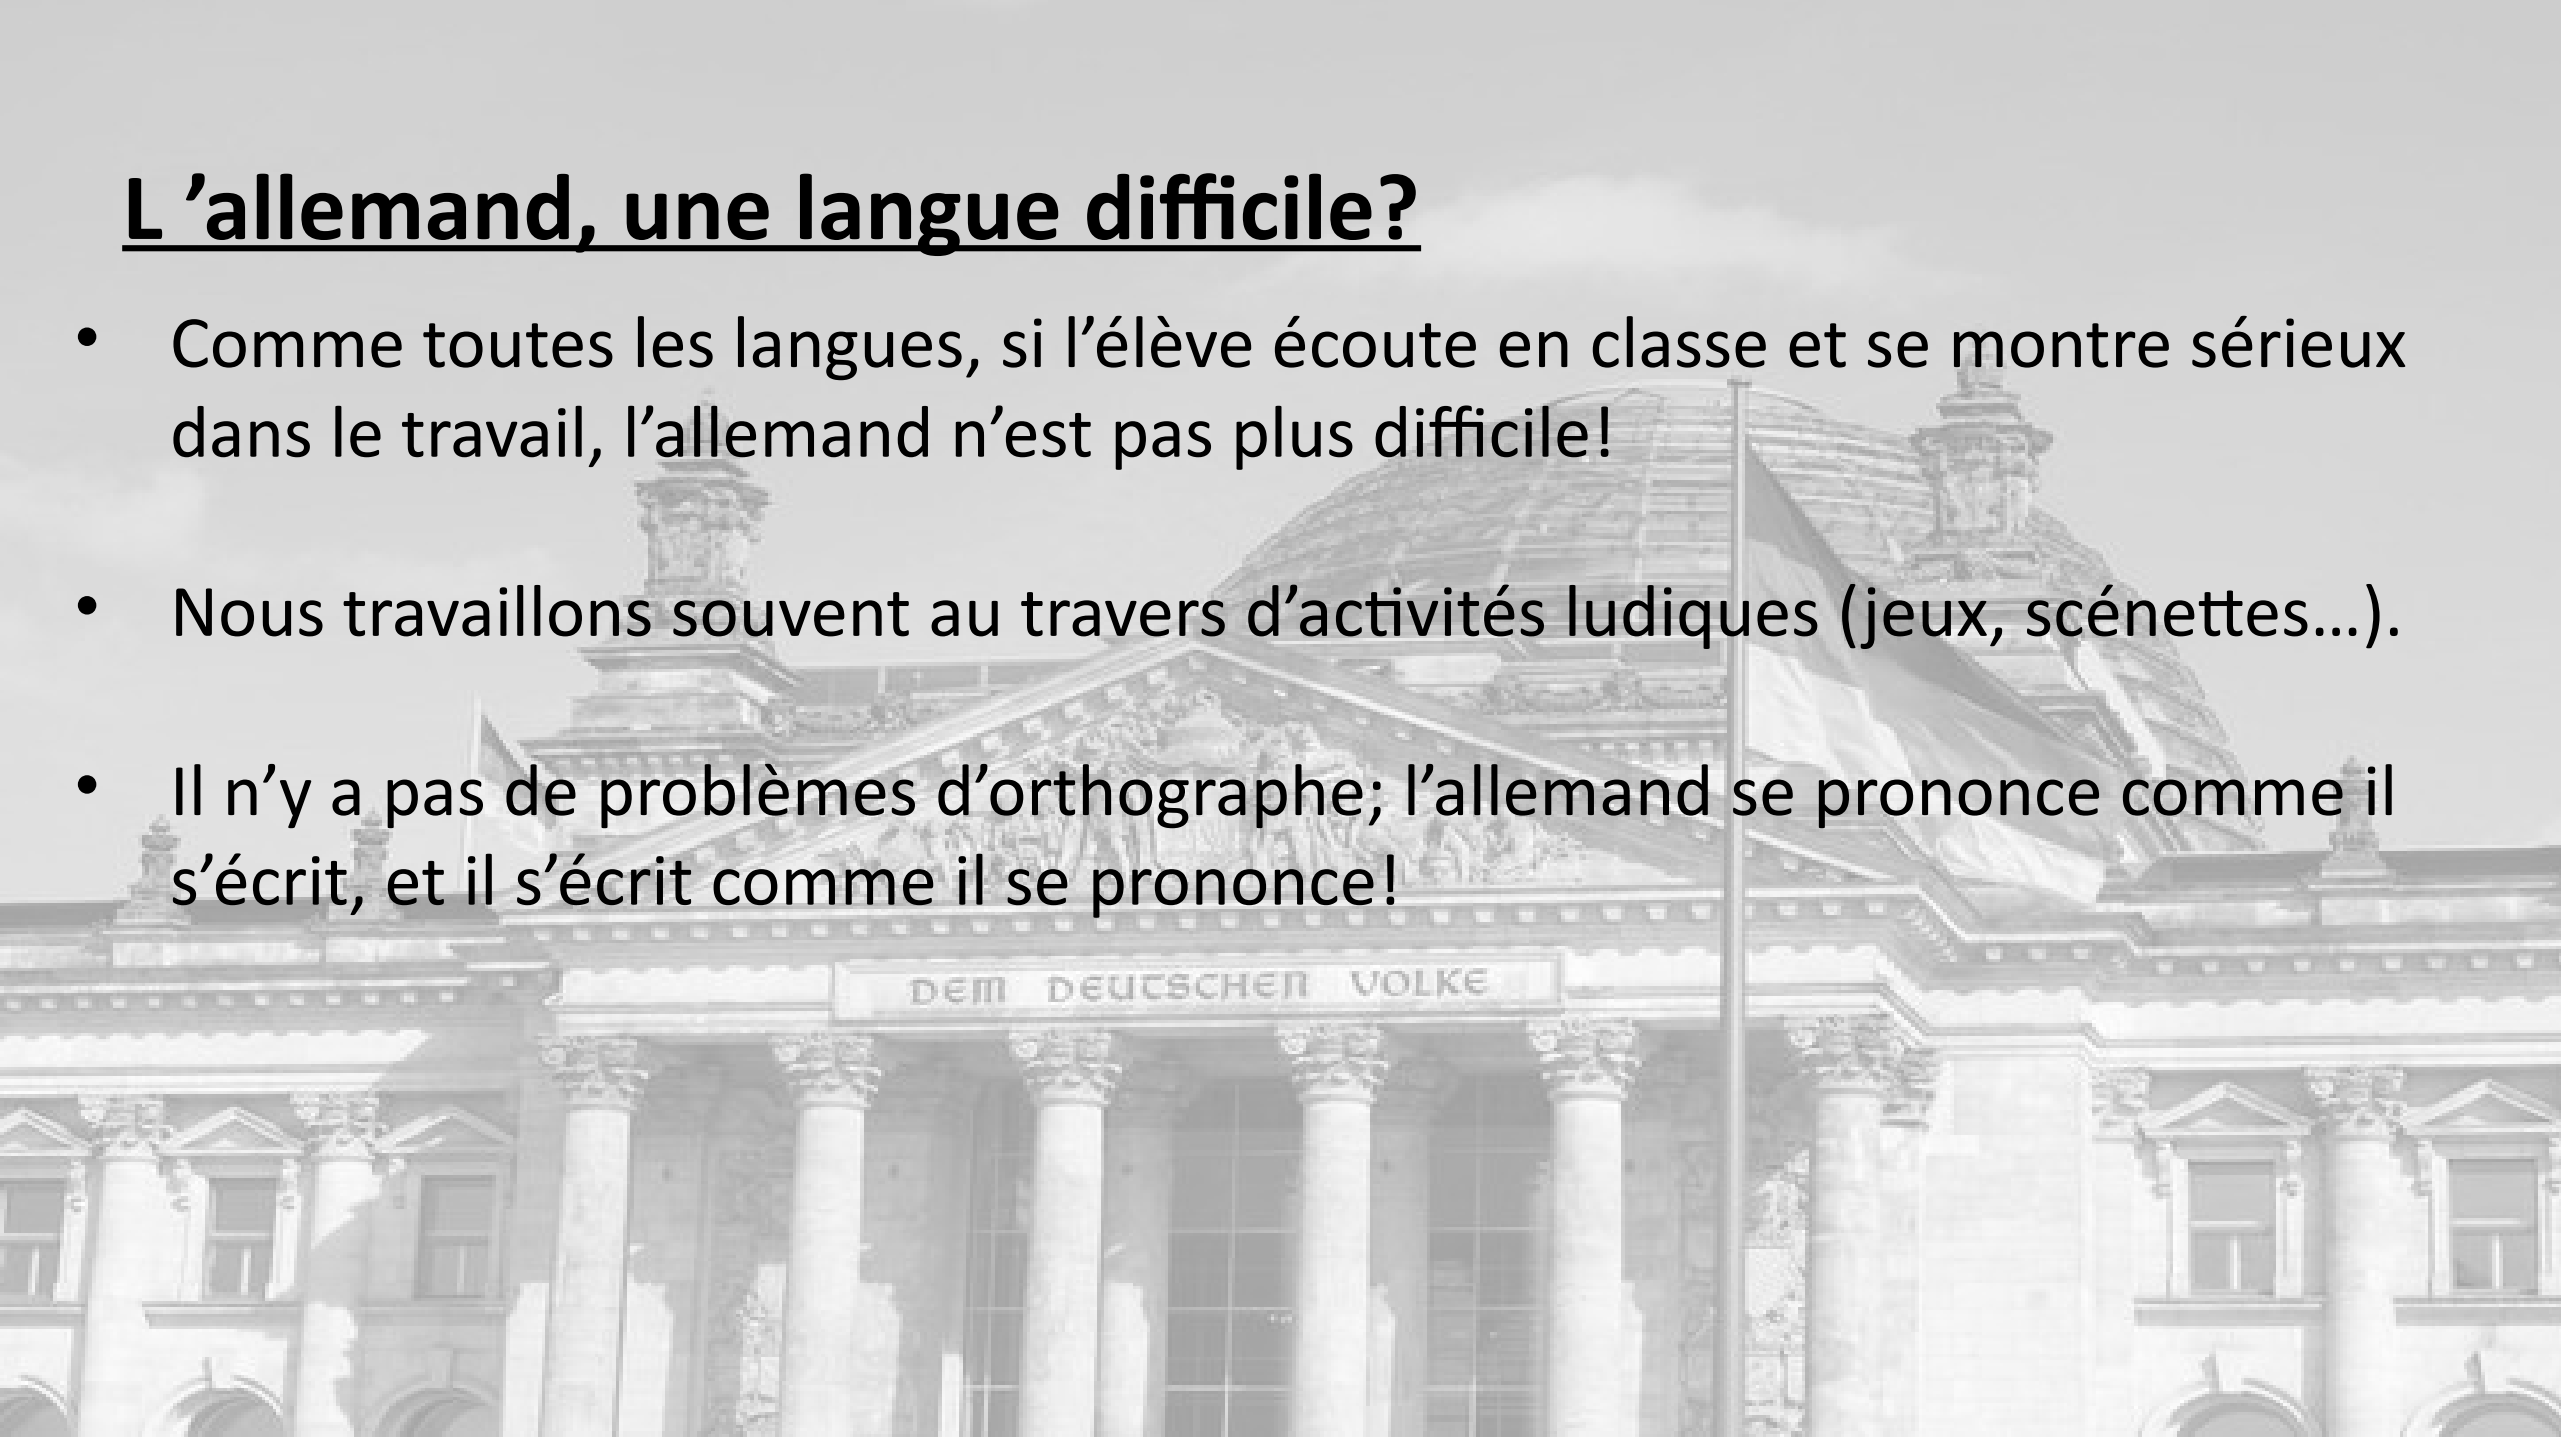 L ’allemand, une langue difficile?
• Comme toutes les langues, si l’élève écoute en classe et se montre sérieux
dans le travail, l’allemand n’est pas plus difficile!
• Nous travaillons souvent au travers d’activités ludiques (jeux, scénettes…).
• Il n’y a pas de problèmes d’orthographe; l’allemand se prononce comme il
s’écrit, et il s’écrit comme il se prononce!
DEM DEUTSCHEN VOLKE